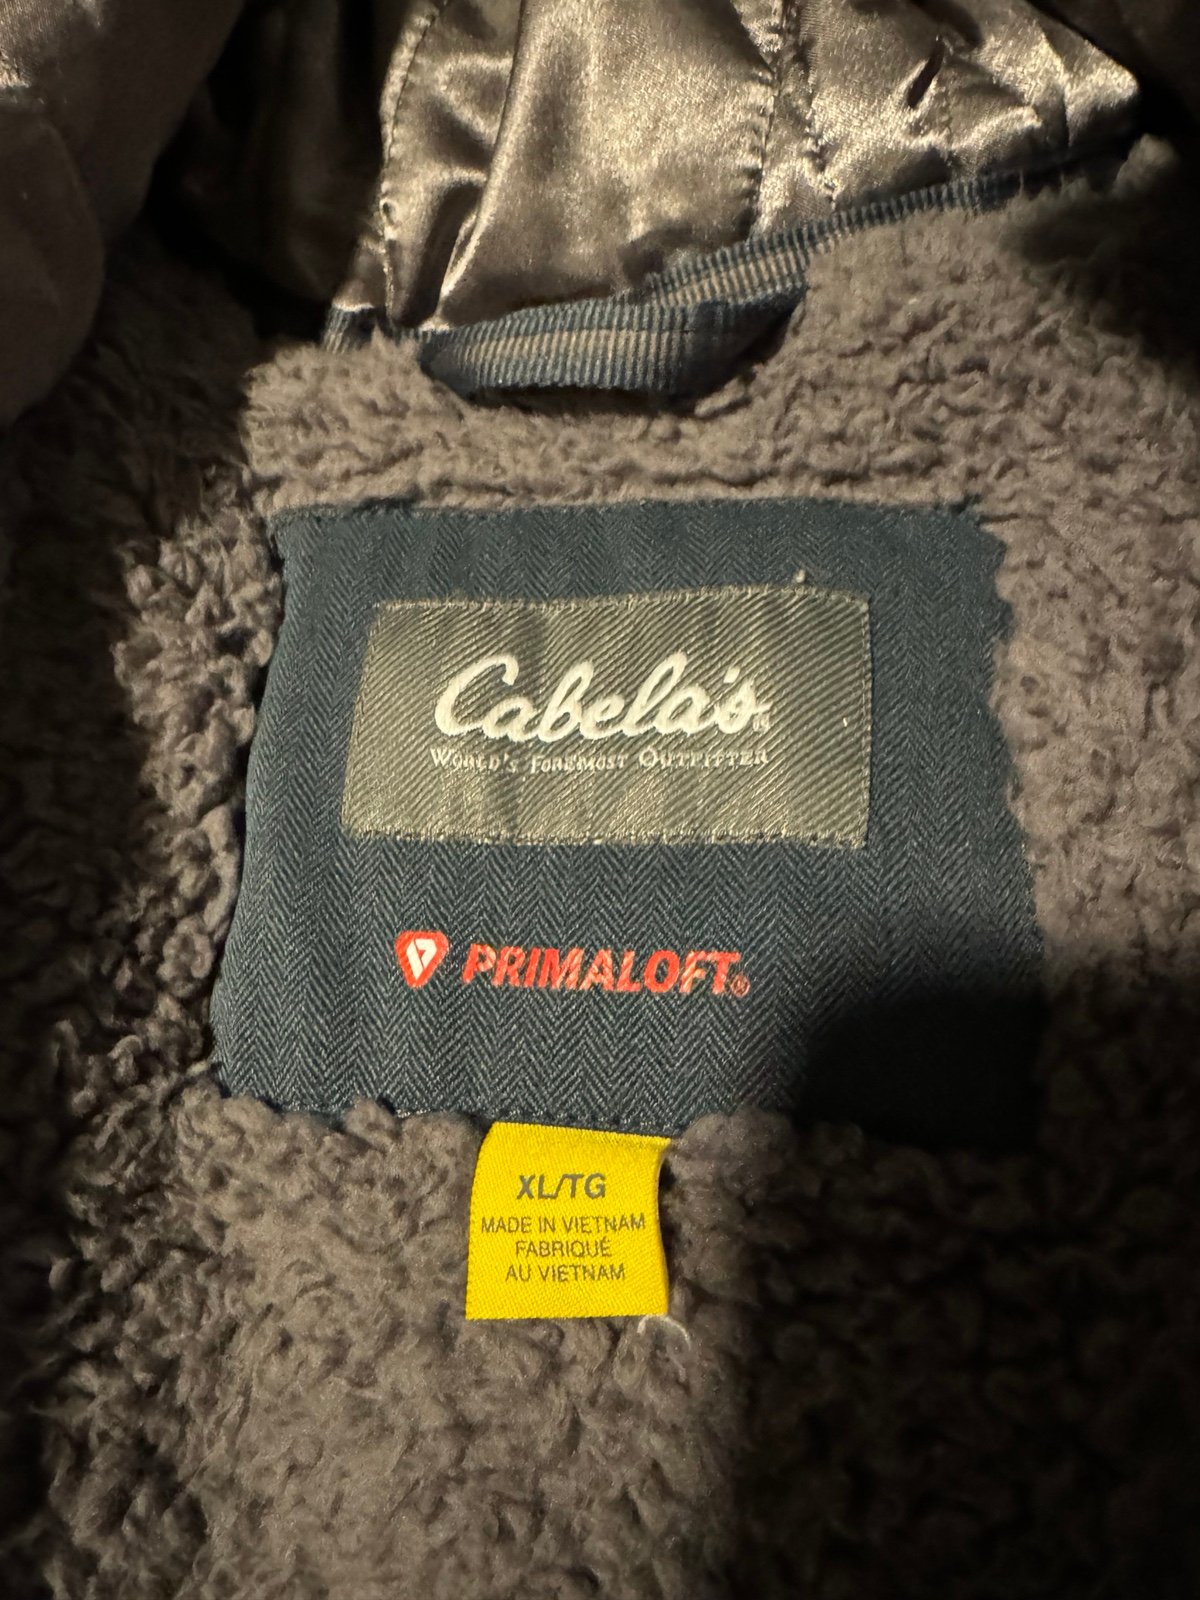 Cabela's®
WORLD'S FOREMOST OUTFITTER
PRIMALOFT®
XL/TG
MADE IN VIETNAM
FABRIQUÉ
AU VIETNAM